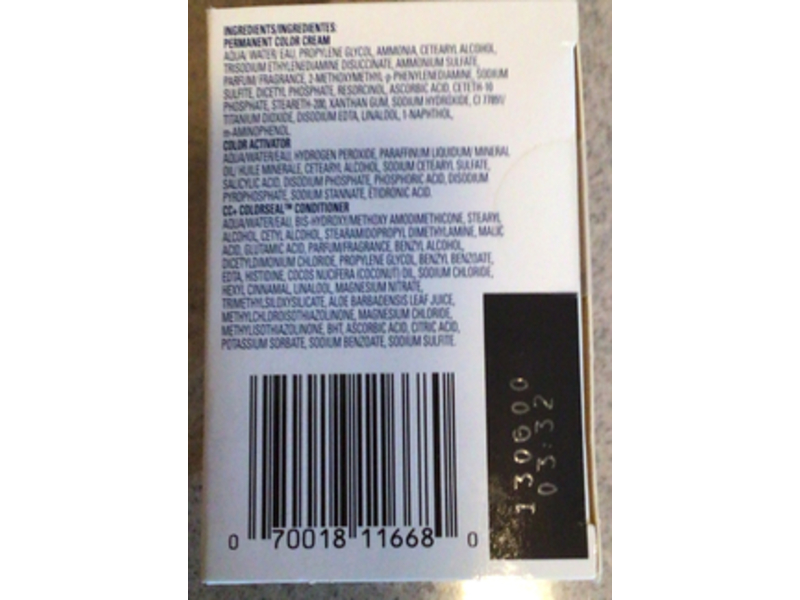 INGREDIENTS/INGREDIENTES:
PERMANENT COLOR CREAM
AQUA/ WATER/ EAU, PROPYLENE GLYCOL, AMMONIA, CETEARYL ALCOHOL,
TRISODIUM ETHYLENEDIAMINE DISUCCINATE, AMMONIUM SULFATE,
PARFUM/ FRAGRANCE, 2-METHOXYMETHYL-p-PHENYLENEDIAMINE, SODIUM
SULFITE, DICETYL PHOSPHATE, RESORCINOL, ASCORBIC ACID, CETETH-10
PHOSPHATE, STEARETH-200, XANTHAN GUM, SODIUM HYDROXIDE, CI 77891/
TITANIUM DIOXIDE, DISODIUM EDTA, LINALOOL, 1-NAPHTHOL,
m-AMINOPHENOL.
COLOR ACTIVATOR
AQUA/WATER/EAU, HYDROGEN PEROXIDE, PARAFFINUM LIQUIDUM/ MINERAL
OIL/ HUILE MINERALE, CETEARYL ALCOHOL, SODIUM CETEARYL SULFATE,
SALICYLIC ACID, DISODIUM PHOSPHATE, PHOSPHORIC ACID, DISODIUM
PYROPHOSPHATE, SODIUM STANNATE, ETIDRONIC ACID.
CC+ COLORSEAL™ CONDITIONER
AQUA/WATER/EAU, BIS-HYDROXY/METHOXY AMODIMETHICONE, STEARYL
ALCOHOL, CETYL ALCOHOL, STEARAMIDOPROPYL DIMETHYLAMINE, MALIC
ACID, GLUTAMIC ACID, PARFUM/FRAGRANCE, BENZYL ALCOHOL,
DICETYLDIMONIUM CHLORIDE, PROPYLENE GLYCOL, BENZYL BENZOATE,
EDTA, HISTIDINE, COCOS NUCIFERA (COCONUT) OIL, SODIUM CHLORIDE,
HEXYL CINNAMAL, LINALOOL, MAGNESIUM NITRATE,
TRIMETHYLSILOXYSILICATE, ALOE BARBADENSIS LEAF JUICE,
METHYLCHLOROISOTHIAZOLINONE, MAGNESIUM CHLORIDE,
METHYLISOTHIAZOLINONE, BHT, ASCORBIC ACID, CITRIC ACID,
POTASSIUM SORBATE, SODIUM BENZOATE, SODIUM SULFITE.
0 70018 11668 0
130600
03:32